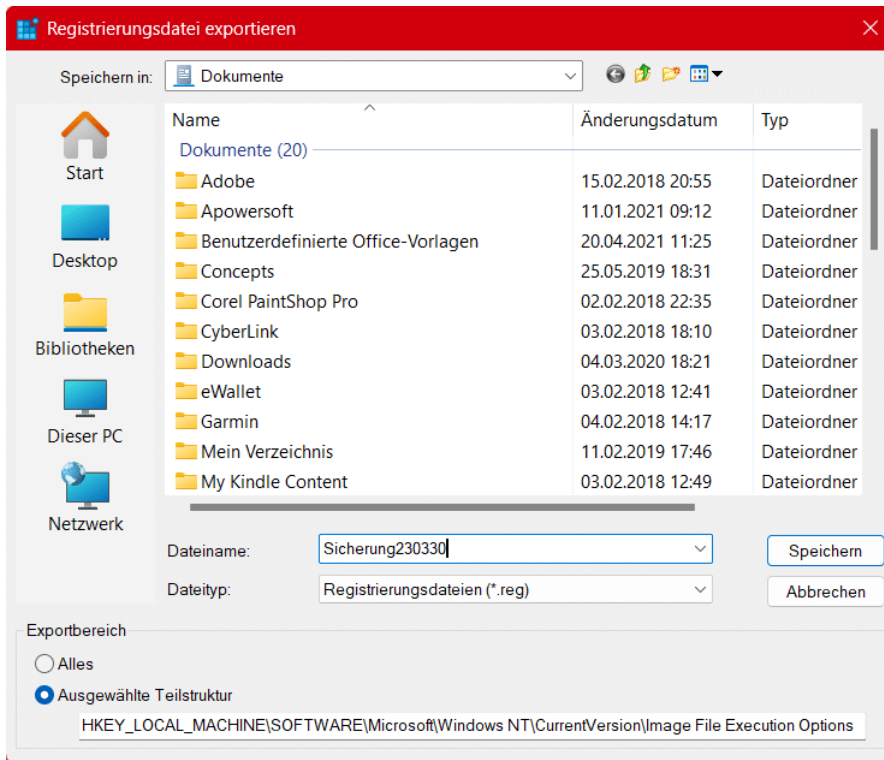 Registrierungsdatei exportieren
Speichern in: Dokumente
Name Änderungsdatum Typ
Dokumente (20)
Adobe 15.02.2018 20:55 Dateiordner
Apowersoft 11.01.2021 09:12 Dateiordner
Benutzerdefinierte Office-Vorlagen 20.04.2021 11:25 Dateiordner
Concepts 25.05.2019 18:31 Dateiordner
Corel PaintShop Pro 02.02.2018 22:35 Dateiordner
CyberLink 03.02.2018 18:10 Dateiordner
Downloads 04.03.2020 18:21 Dateiordner
eWallet 03.02.2018 12:41 Dateiordner
Garmin 04.02.2018 14:17 Dateiordner
Mein Verzeichnis 11.02.2019 17:46 Dateiordner
My Kindle Content 03.02.2018 12:49 Dateiordner
Start
Desktop
Bibliotheken
Dieser PC
Netzwerk
Dateiname: Sicherung230330 Speichern
Dateityp: Registrierungsdateien (*.reg) Abbrechen
Exportbereich
Alles
Ausgewählte Teilstruktur
HKEY_LOCAL_MACHINE\SOFTWARE\Microsoft\Windows NT\CurrentVersion\Image File Execution Options